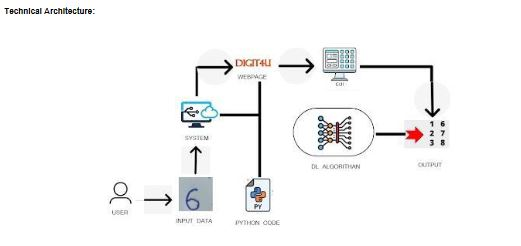 Technical Architecture:
DIGIT4U
WEBPAGE
GUI
SYSTEM
1 6
2 7
3 8
DL ALGORITHAN
OUTPUT
6
PY
USER
INPUT DATA
PYTHON CODE